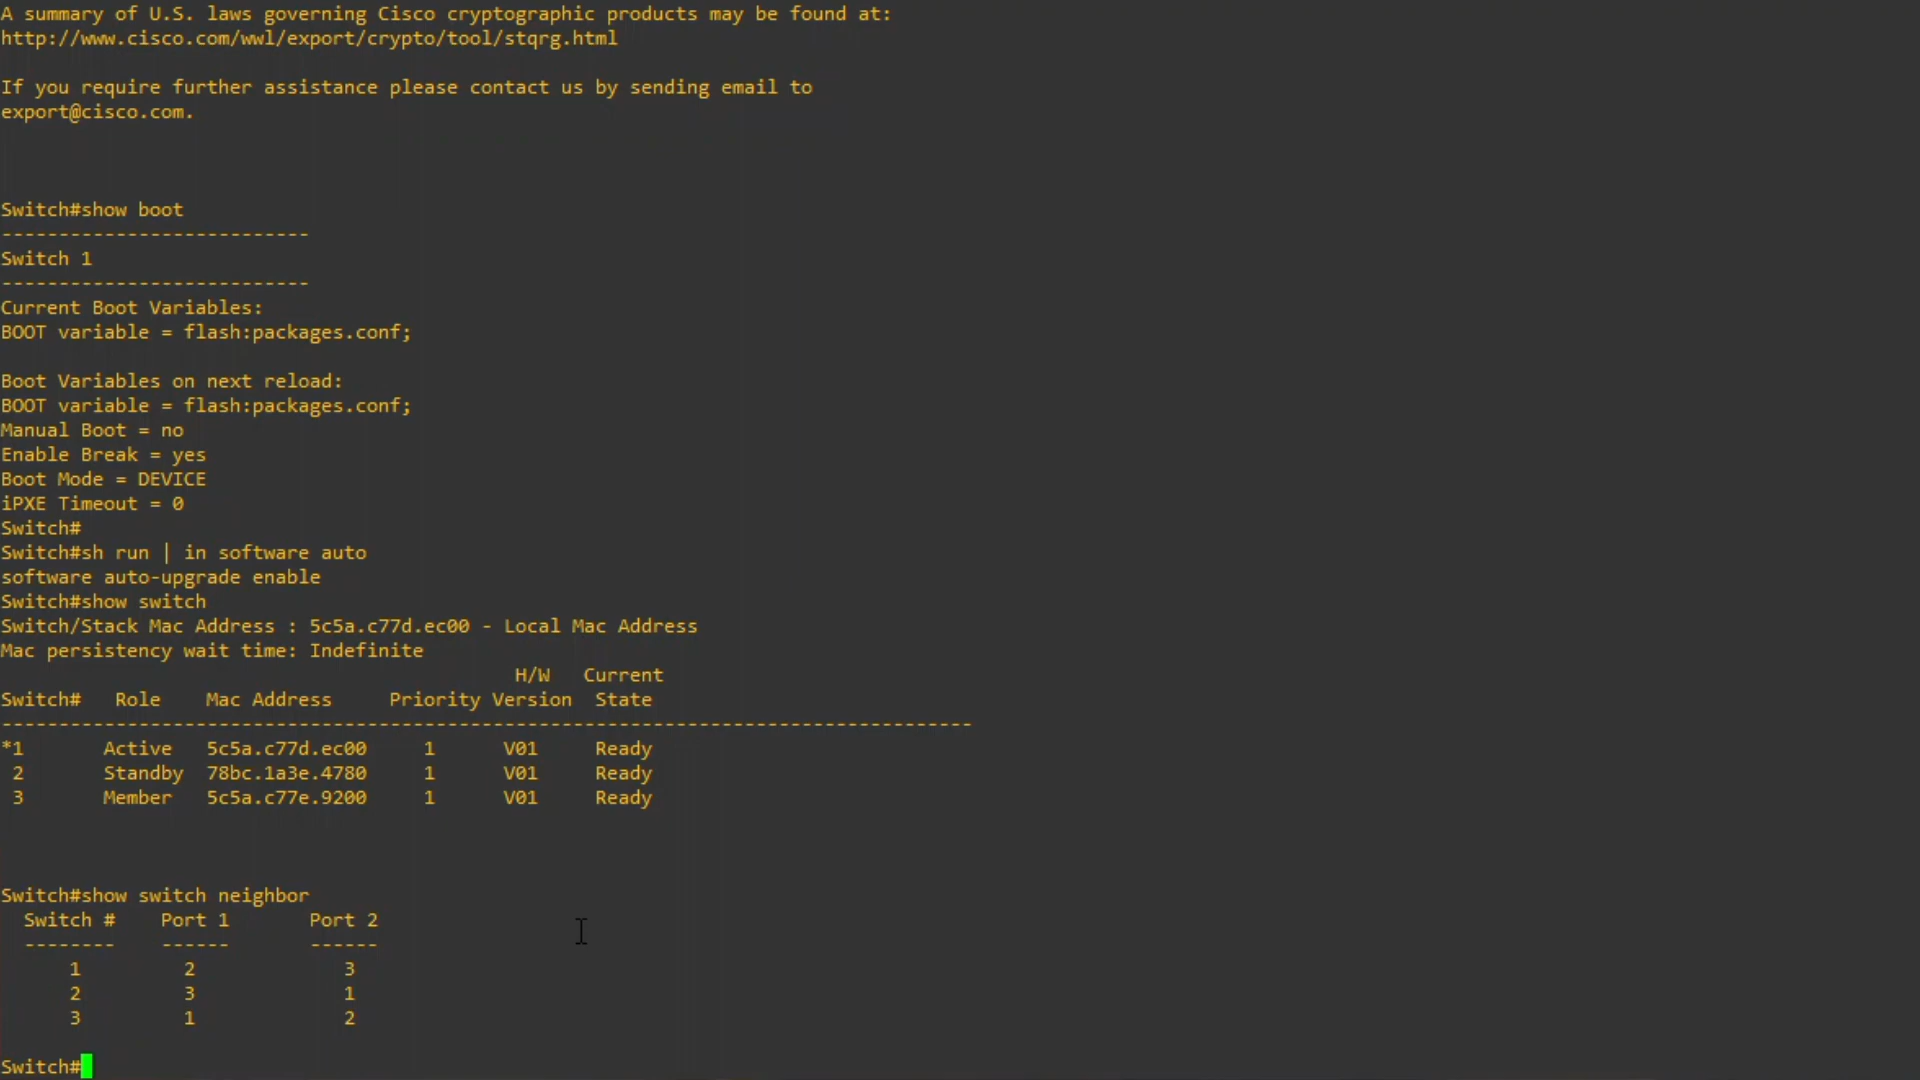 A summary of U.S. laws governing Cisco cryptographic products may be found at:
http://www.cisco.com/wwl/export/crypto/tool/stqrg.html
If you require further assistance please contact us by sending email to
export@cisco.com.
Switch#show boot
---------------------------
Switch 1
---------------------------
Current Boot Variables:
BOOT variable = flash:packages.conf;
Boot Variables on next reload:
BOOT variable = flash:packages.conf;
Manual Boot = no
Enable Break = yes
Boot Mode = DEVICE
iPXE Timeout = 0
Switch#
Switch#sh run | in software auto
software auto-upgrade enable
Switch#show switch
Switch/Stack Mac Address : 5c5a.c77d.ec00 - Local Mac Address
Mac persistency wait time: Indefinite
                                             H/W   Current
Switch#   Role    Mac Address     Priority Version  State
-------------------------------------------------------------------------------------
*1       Active   5c5a.c77d.ec00     1      V01     Ready
 2       Standby  78bc.1a3e.4780     1      V01     Ready
 3       Member   5c5a.c77e.9200     1      V01     Ready
Switch#show switch neighbor
  Switch #    Port 1       Port 2
  --------    ------       ------
      1         2             3
      2         3             1
      3         1             2
Switch#